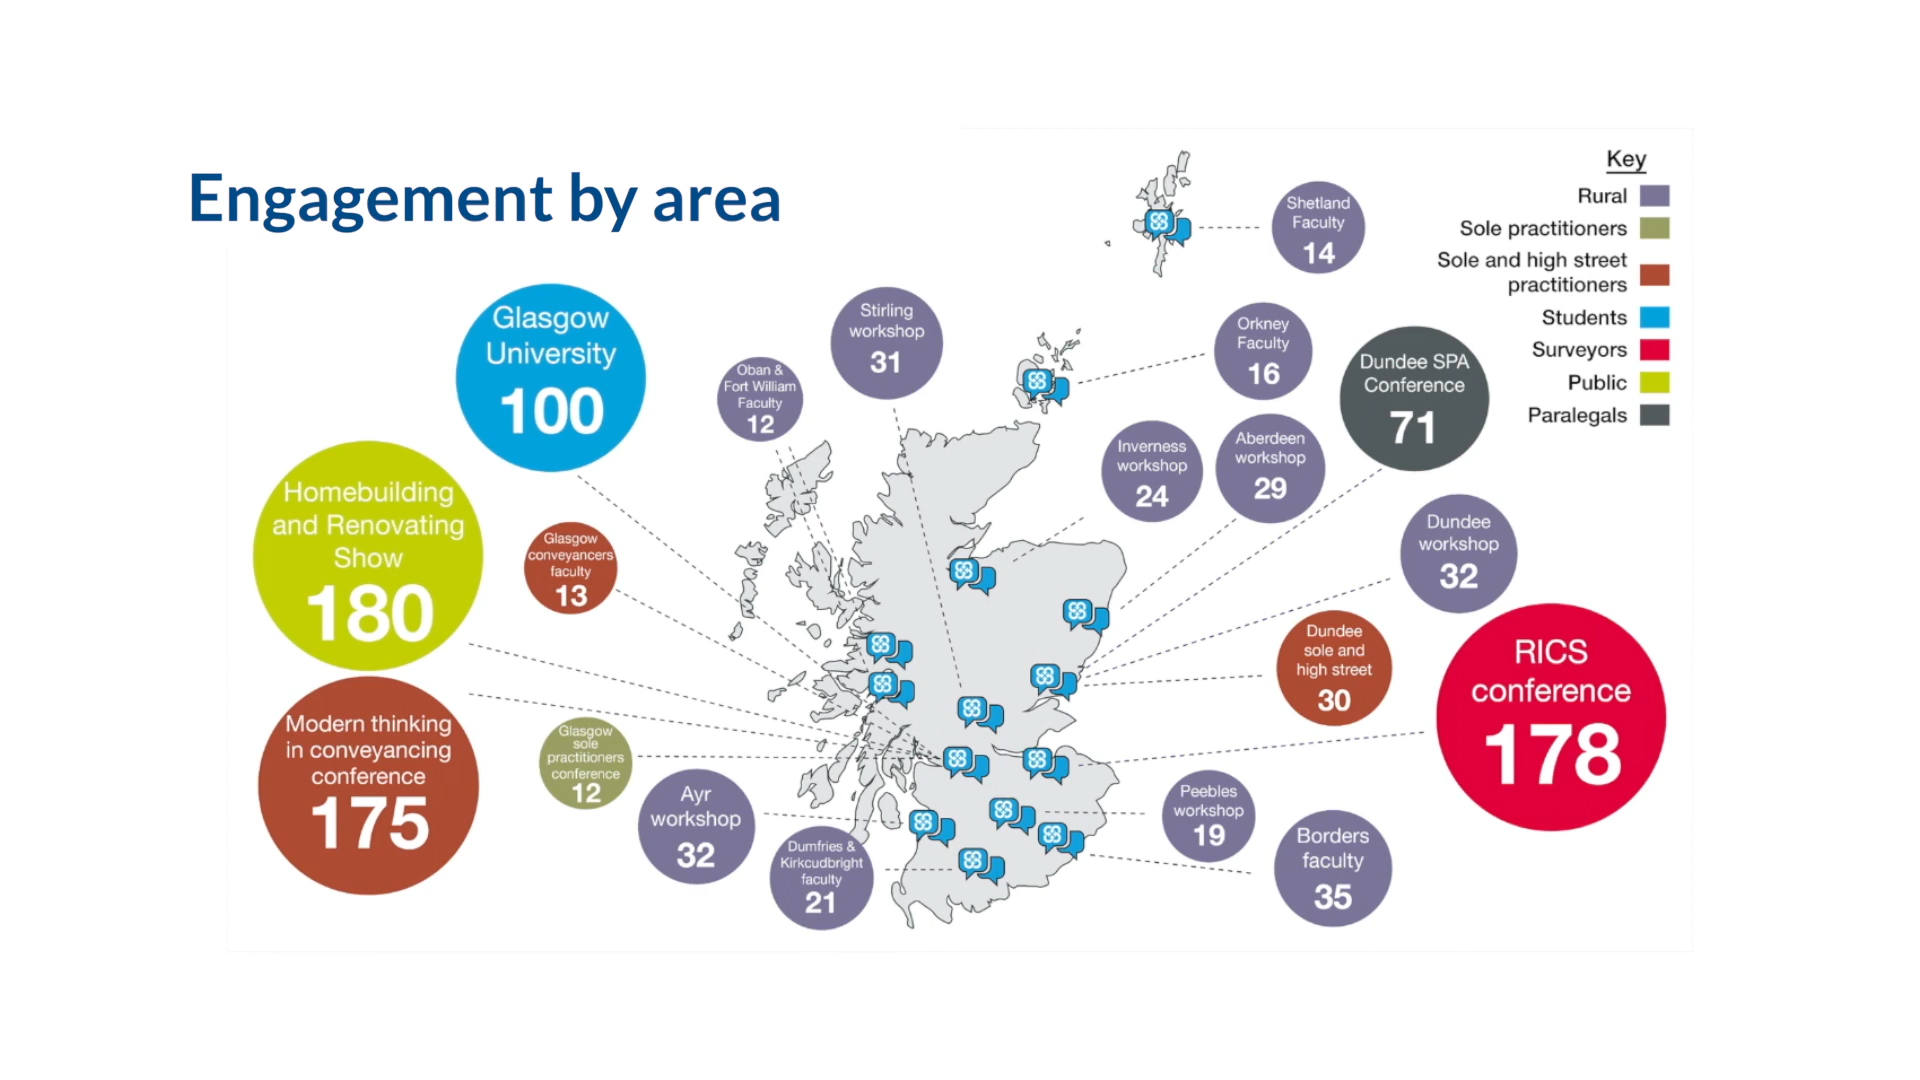 Engagement by area
Key
Rural
Sole practitioners
Sole and high street
practitioners
Students
Surveyors
Public
Paralegals
Shetland
Faculty
14
Glasgow
University
100
Stirling
workshop
31
Oban &
Fort William
Faculty
12
Orkney
Faculty
16
Dundee SPA
Conference
71
Inverness
workshop
24
Aberdeen
workshop
29
Homebuilding
and Renovating
Show
180
Glasgow
conveyancers
faculty
13
Dundee
workshop
32
Dundee
sole and
high street
30
RICS
conference
178
Modern thinking
in conveyancing
conference
175
Glasgow
sole
practitioners
conference
12
Ayr
workshop
32
Dumfries &
Kirkcudbright
faculty
21
Peebles
workshop
19
Borders
faculty
35